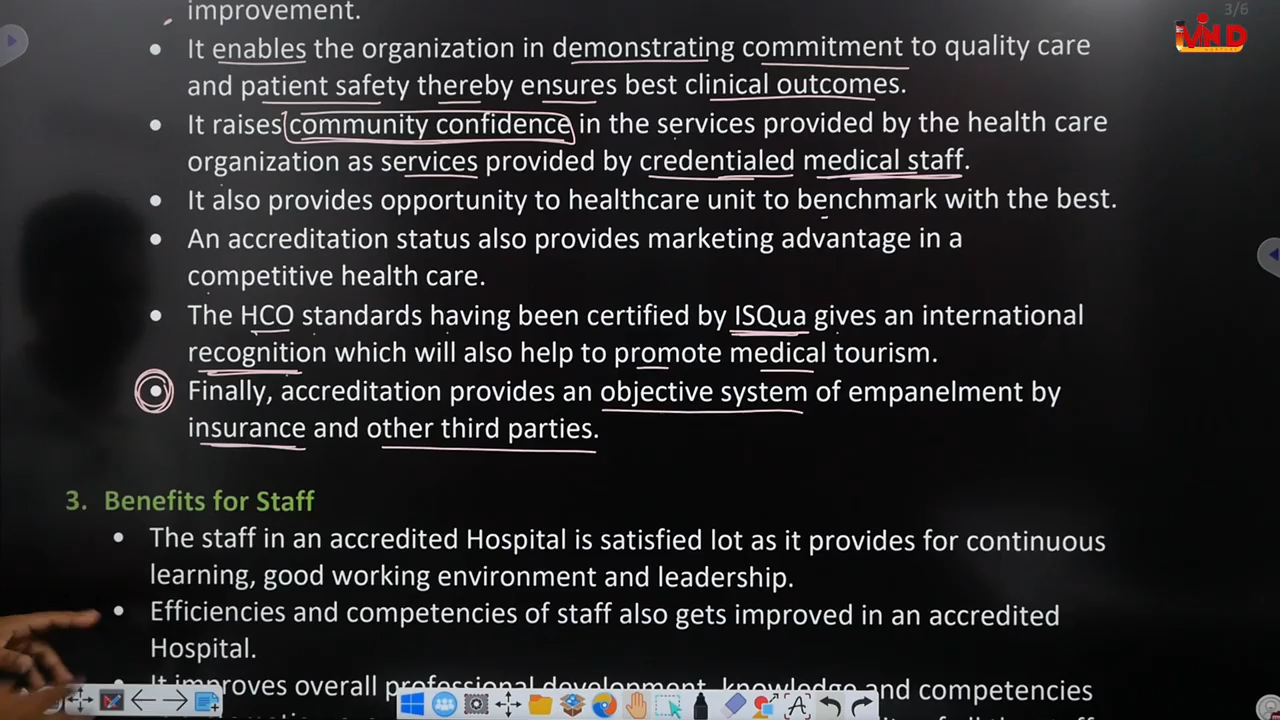 improvement.
3/6
MIND
It enables the organization in demonstrating commitment to quality care
and patient safety thereby ensures best clinical outcomes.
It raises community confidence in the services provided by the health care
organization as services provided by credentialed medical staff.
It also provides opportunity to healthcare unit to benchmark with the best.
An accreditation status also provides marketing advantage in a
competitive health care.
The HCO standards having been certified by ISQua gives an international
recognition which will also help to promote medical tourism.
Finally, accreditation provides an objective system of empanelment by
insurance and other third parties.
3. Benefits for Staff
The staff in an accredited Hospital is satisfied lot as it provides for continuous
learning, good working environment and leadership.
Efficiencies and competencies of staff also gets improved in an accredited
Hospital.
It improves overall professional development, knowledge and competencies
of all the staff